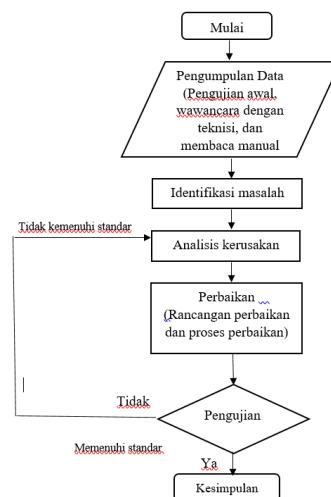 Mulai
Pengumpulan Data
(Pengujian awal,
wawancara dengan
teknisi, dan
membaca manual
Identifikasi masalah
Tidak kemenuhi standar
Analisis kerusakan
Perbaikan
(Rancangan perbaikan
dan proses perbaikan)
Tidak
Pengujian
Memenuhi standar
Ya
Kesimpulan